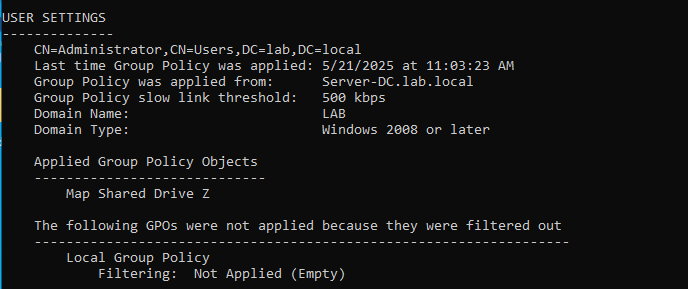 USER SETTINGS
--------------
CN=Administrator,CN=Users,DC=lab,DC=local
Last time Group Policy was applied: 5/21/2025 at 11:03:23 AM
Group Policy was applied from:      Server-DC.lab.local
Group Policy slow link threshold:   500 kbps
Domain Name:                        LAB
Domain Type:                        Windows 2008 or later
Applied Group Policy Objects
-----------------------------
Map Shared Drive Z
The following GPOs were not applied because they were filtered out
-------------------------------------------------------------------
Local Group Policy
Filtering:  Not Applied (Empty)